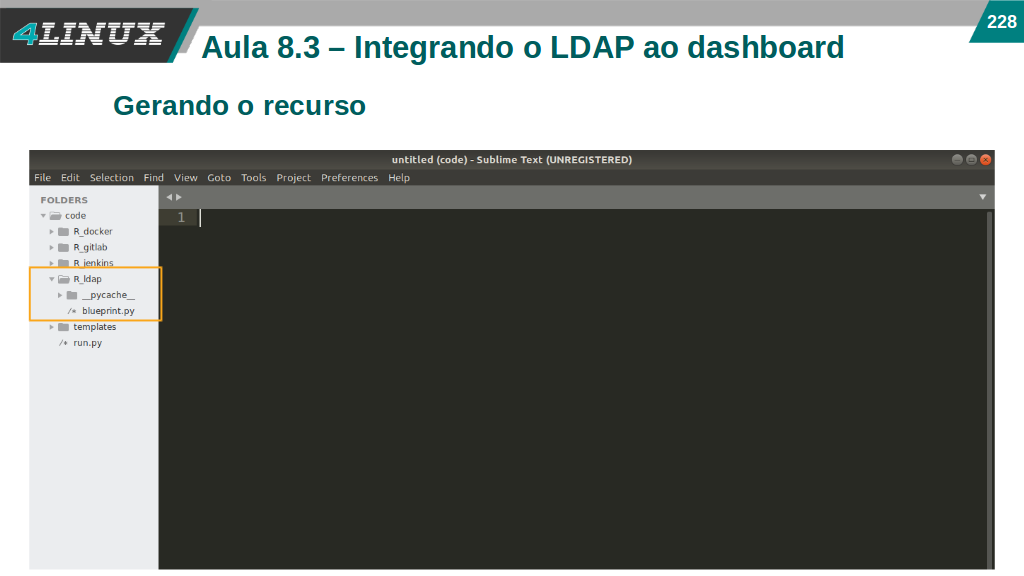 4LINUX
Aula 8.3 – Integrando o LDAP ao dashboard
228
Gerando o recurso
untitled (code) - Sublime Text (UNREGISTERED)
File Edit Selection Find View Goto Tools Project Preferences Help
FOLDERS
code
R_docker
R_gitlab
R_jenkins
R_ldap
__pycache__
/* blueprint.py
templates
/* run.py
1